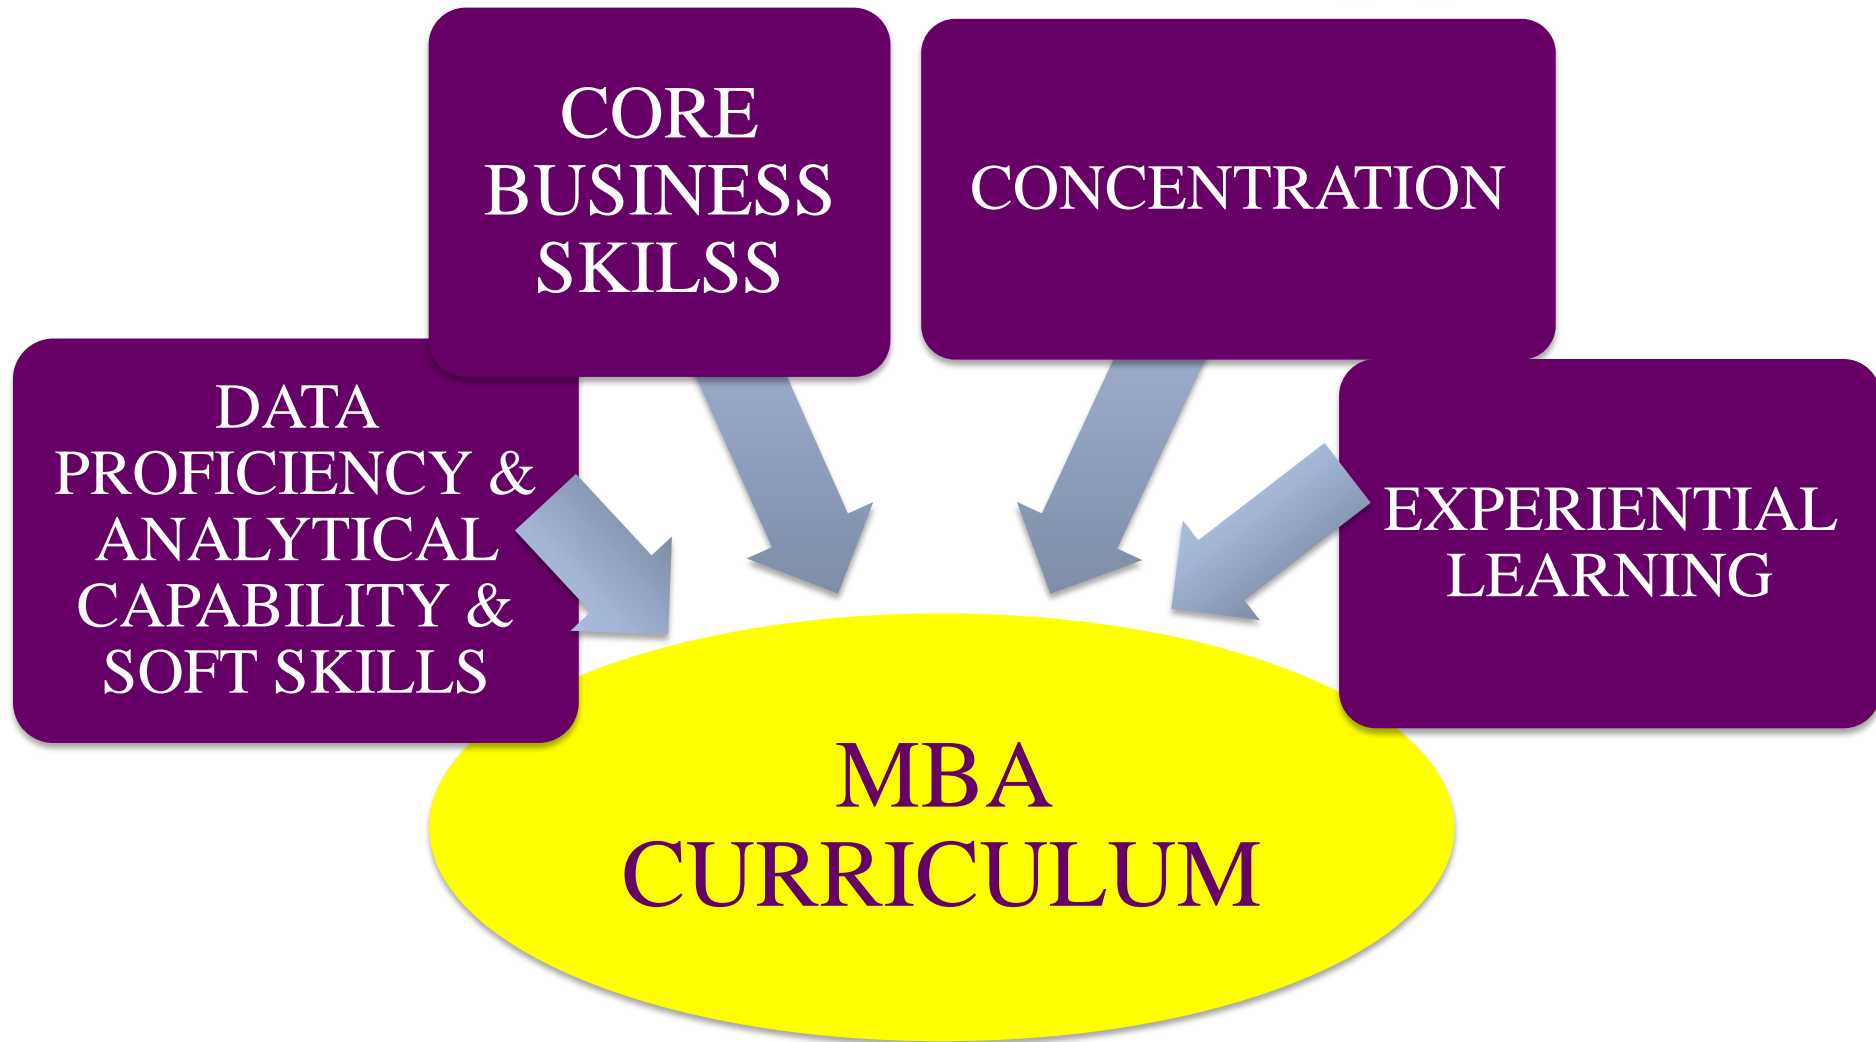 CORE
BUSINESS
SKILSS
CONCENTRATION
DATA
PROFICIENCY &
ANALYTICAL
CAPABILITY &
SOFT SKILLS
EXPERIENTIAL
LEARNING
MBA
CURRICULUM